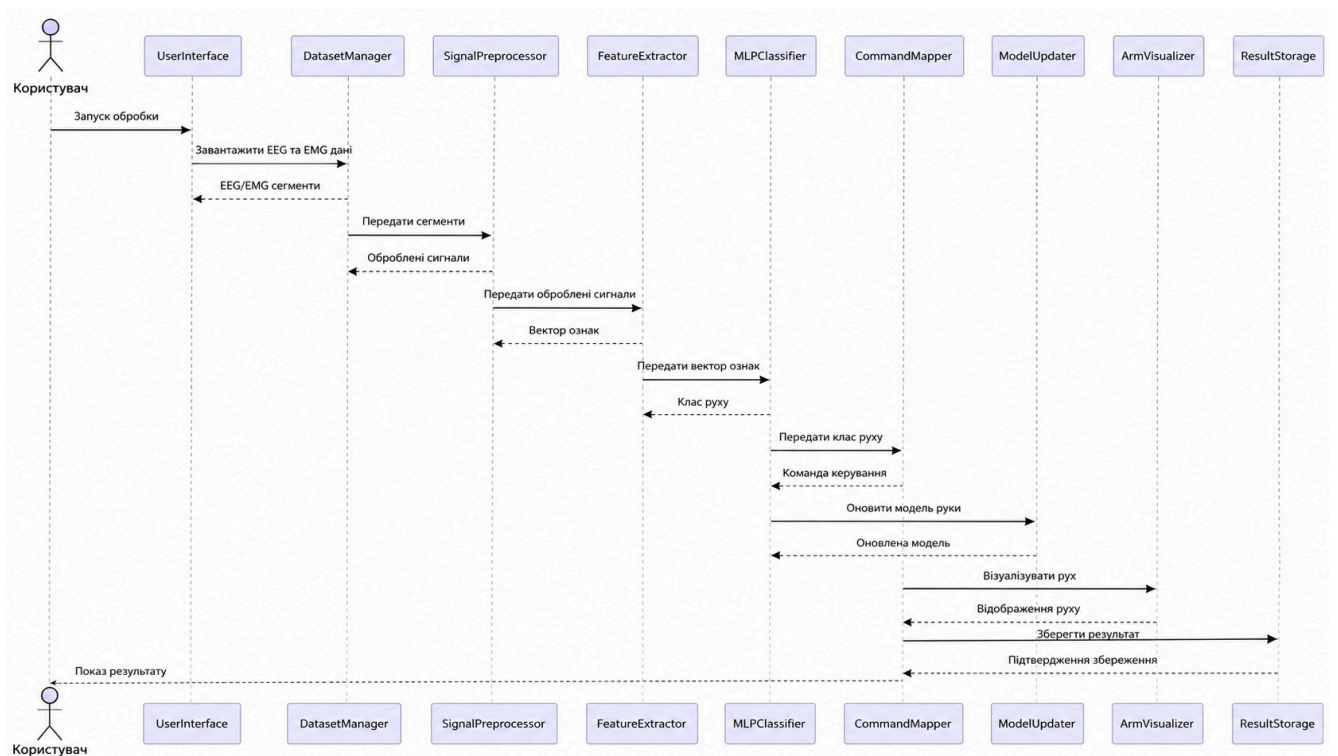 Користувач
UserInterface
DatasetManager
SignalPreprocessor
FeatureExtractor
MLPClassifier
CommandMapper
ModelUpdater
ArmVisualizer
ResultStorage
Запуск обробки
Завантажити EEG та EMG дані
EEG/EMG сегменти
Передати сегменти
Оброблені сигнали
Передати оброблені сигнали
Вектор ознак
Передати вектор ознак
Клас руху
Передати клас руху
Команда керування
Оновити модель руки
Оновлена модель
Візуалізувати рух
Відображення руху
Зберегти результат
Підтвердження збереження
Показ результату
Користувач
UserInterface
DatasetManager
SignalPreprocessor
FeatureExtractor
MLPClassifier
CommandMapper
ModelUpdater
ArmVisualizer
ResultStorage